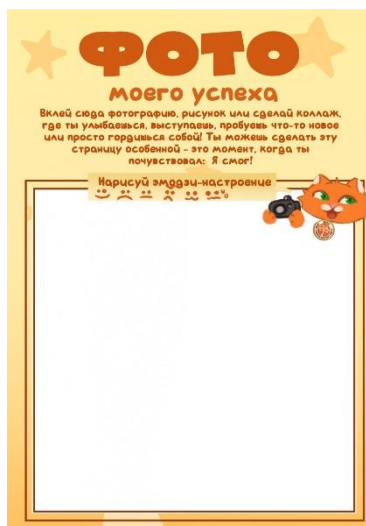 ФОТО
моего успеха
Вклей сюда фотографию, рисунок или сделай коллаж,
где ты улыбаешься, выступаешь, пробуешь что-то новое
или просто гордишься собой! Ты можешь сделать эту
страницу особенной - это момент, когда ты
почувствовал: Я смог!
Нарисуй эмодзи-настроение